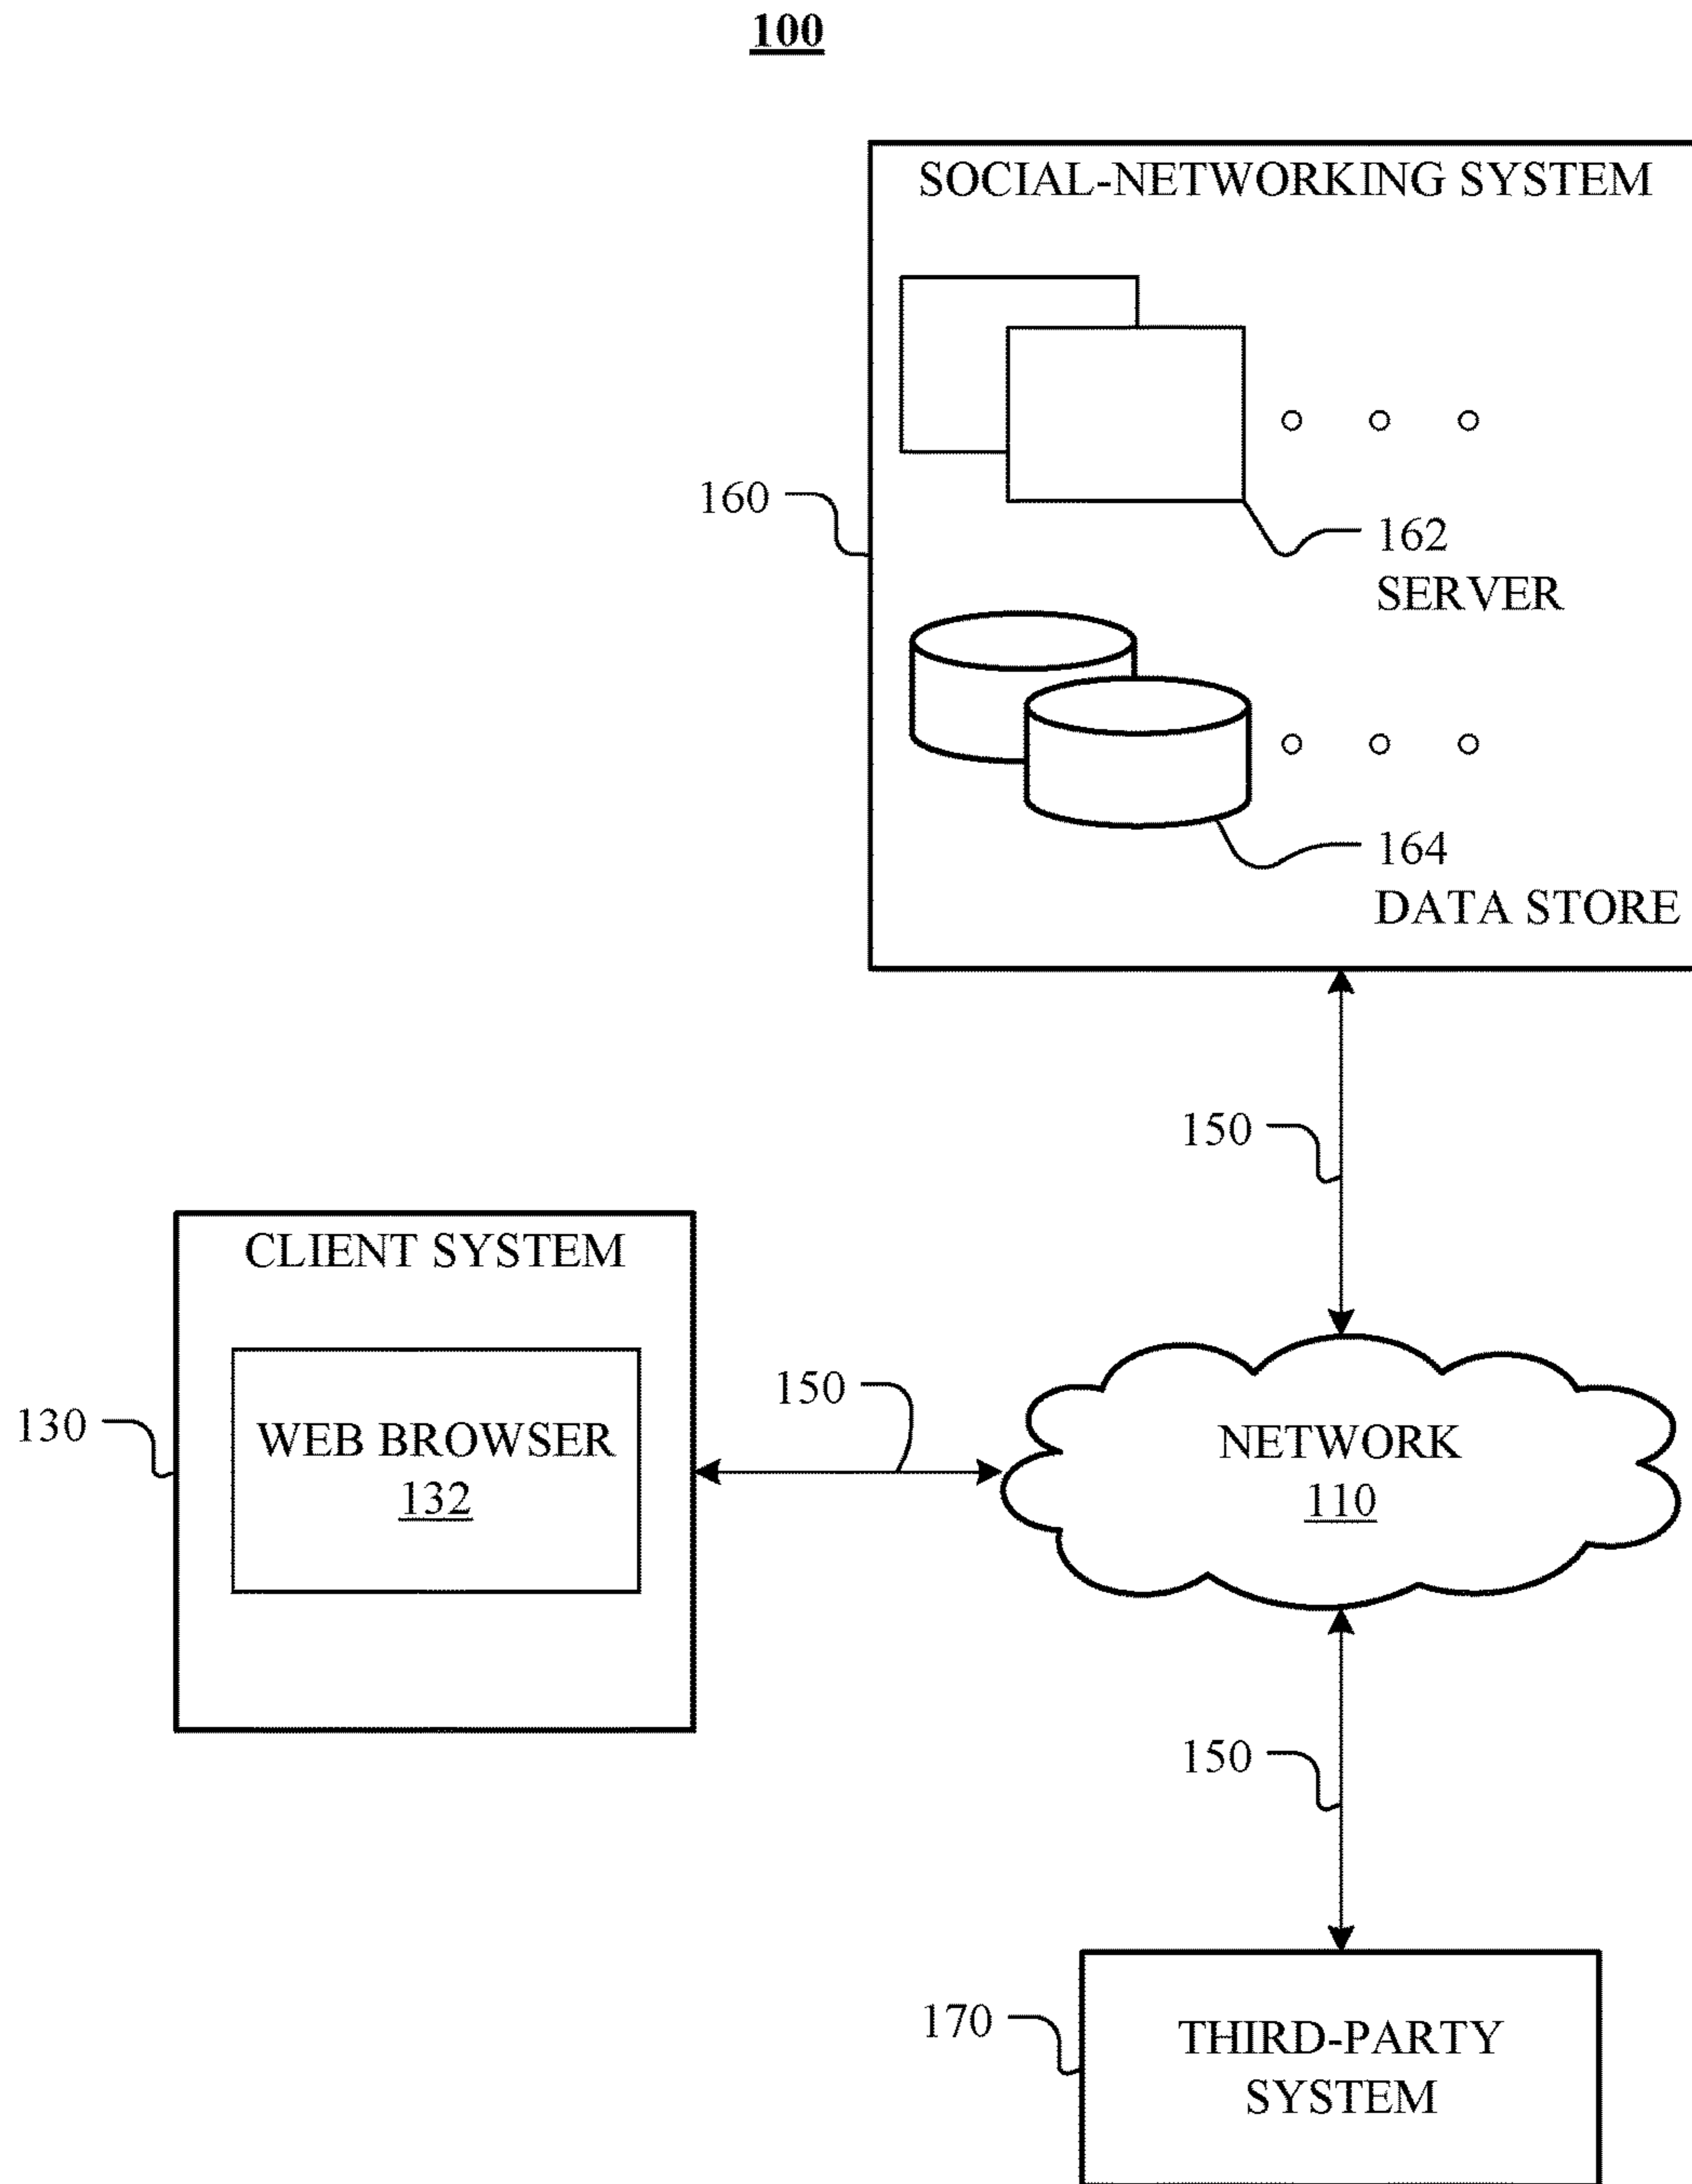 100
SOCIAL-NETWORKING SYSTEM
160
162
SERVER
164
DATA STORE
150
CLIENT SYSTEM
130
WEB BROWSER
132
150
NETWORK
110
150
170
THIRD-PARTY
SYSTEM